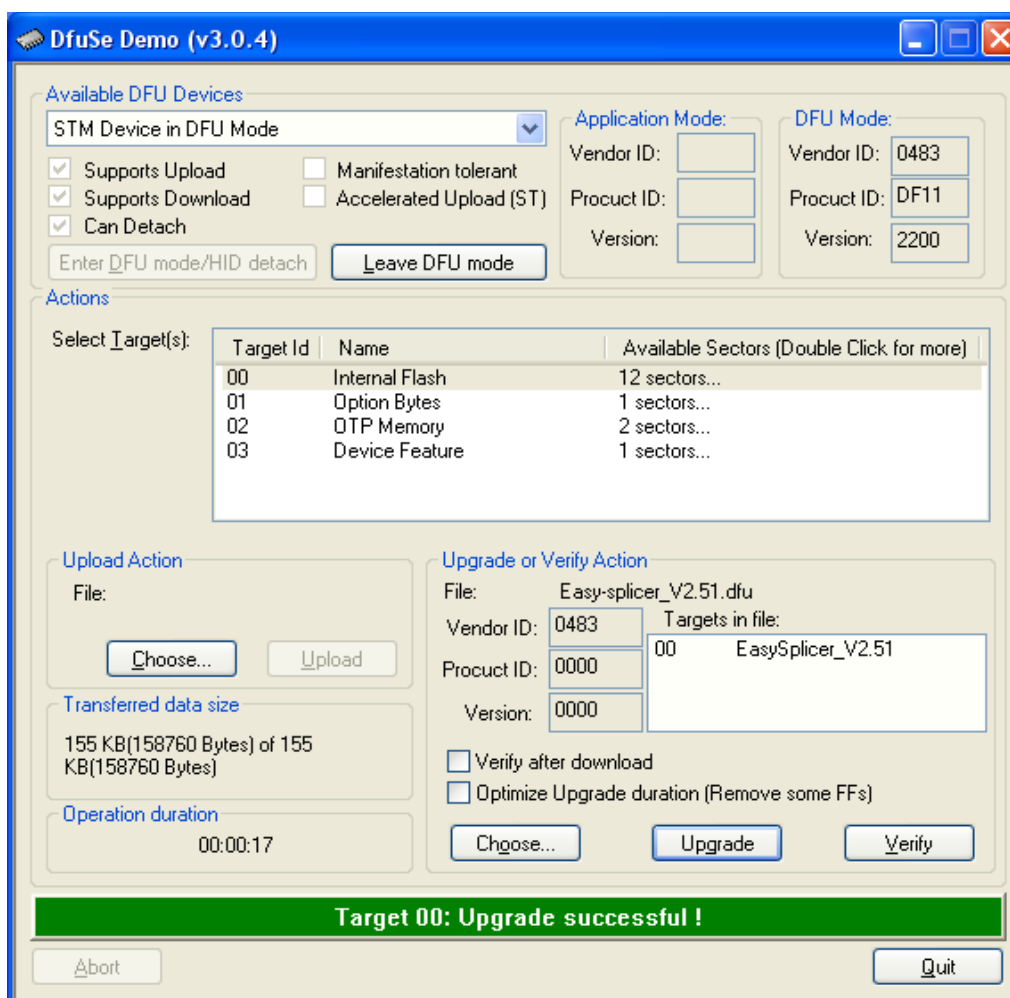 DfuSe Demo (v3.0.4)
Available DFU Devices
STM Device in DFU Mode
Supports Upload
Manifestation tolerant
Supports Download
Accelerated Upload (ST)
Can Detach
Enter DFU mode/HID detach
Leave DFU mode
Application Mode:
Vendor ID:
Procuct ID:
Version:
DFU Mode:
Vendor ID: 0483
Procuct ID: DF11
Version: 2200
Actions
Select Target(s):
Target Id Name Available Sectors (Double Click for more)
00 Internal Flash 12 sectors...
01 Option Bytes 1 sectors...
02 OTP Memory 2 sectors...
03 Device Feature 1 sectors...
Upload Action
File:
Choose... Upload
Transferred data size
155 KB(158760 Bytes) of 155
KB(158760 Bytes)
Operation duration
00:00:17
Upgrade or Verify Action
File: Easy-splicer_V2.51.dfu
Vendor ID: 0483
Procuct ID: 0000
Version: 0000
Targets in file:
00 EasySplicer_V2.51
Verify after download
Optimize Upgrade duration (Remove some FFs)
Choose... Upgrade Verify
Target 00: Upgrade successful !
Abort Quit